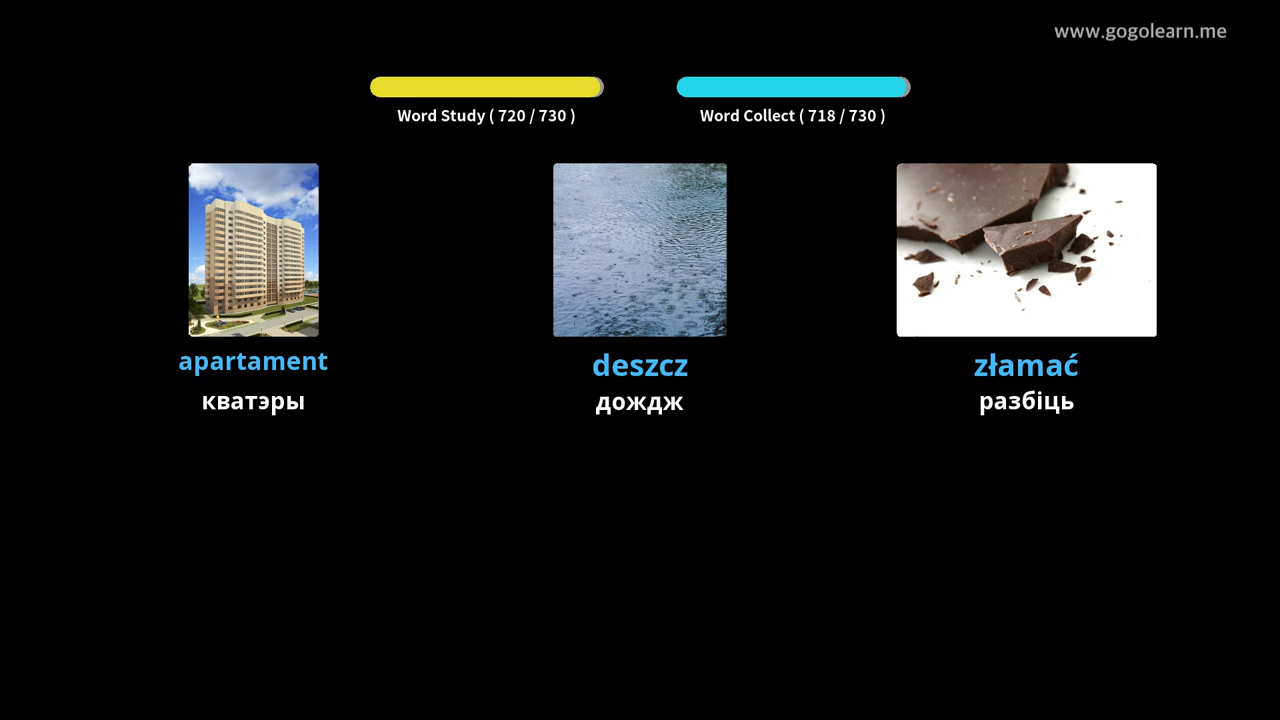 www.gogolearn.me
Word Study ( 720 / 730 )
Word Collect ( 718 / 730 )
apartament
deszcz
złamać
кватэры
дождж
разбіць